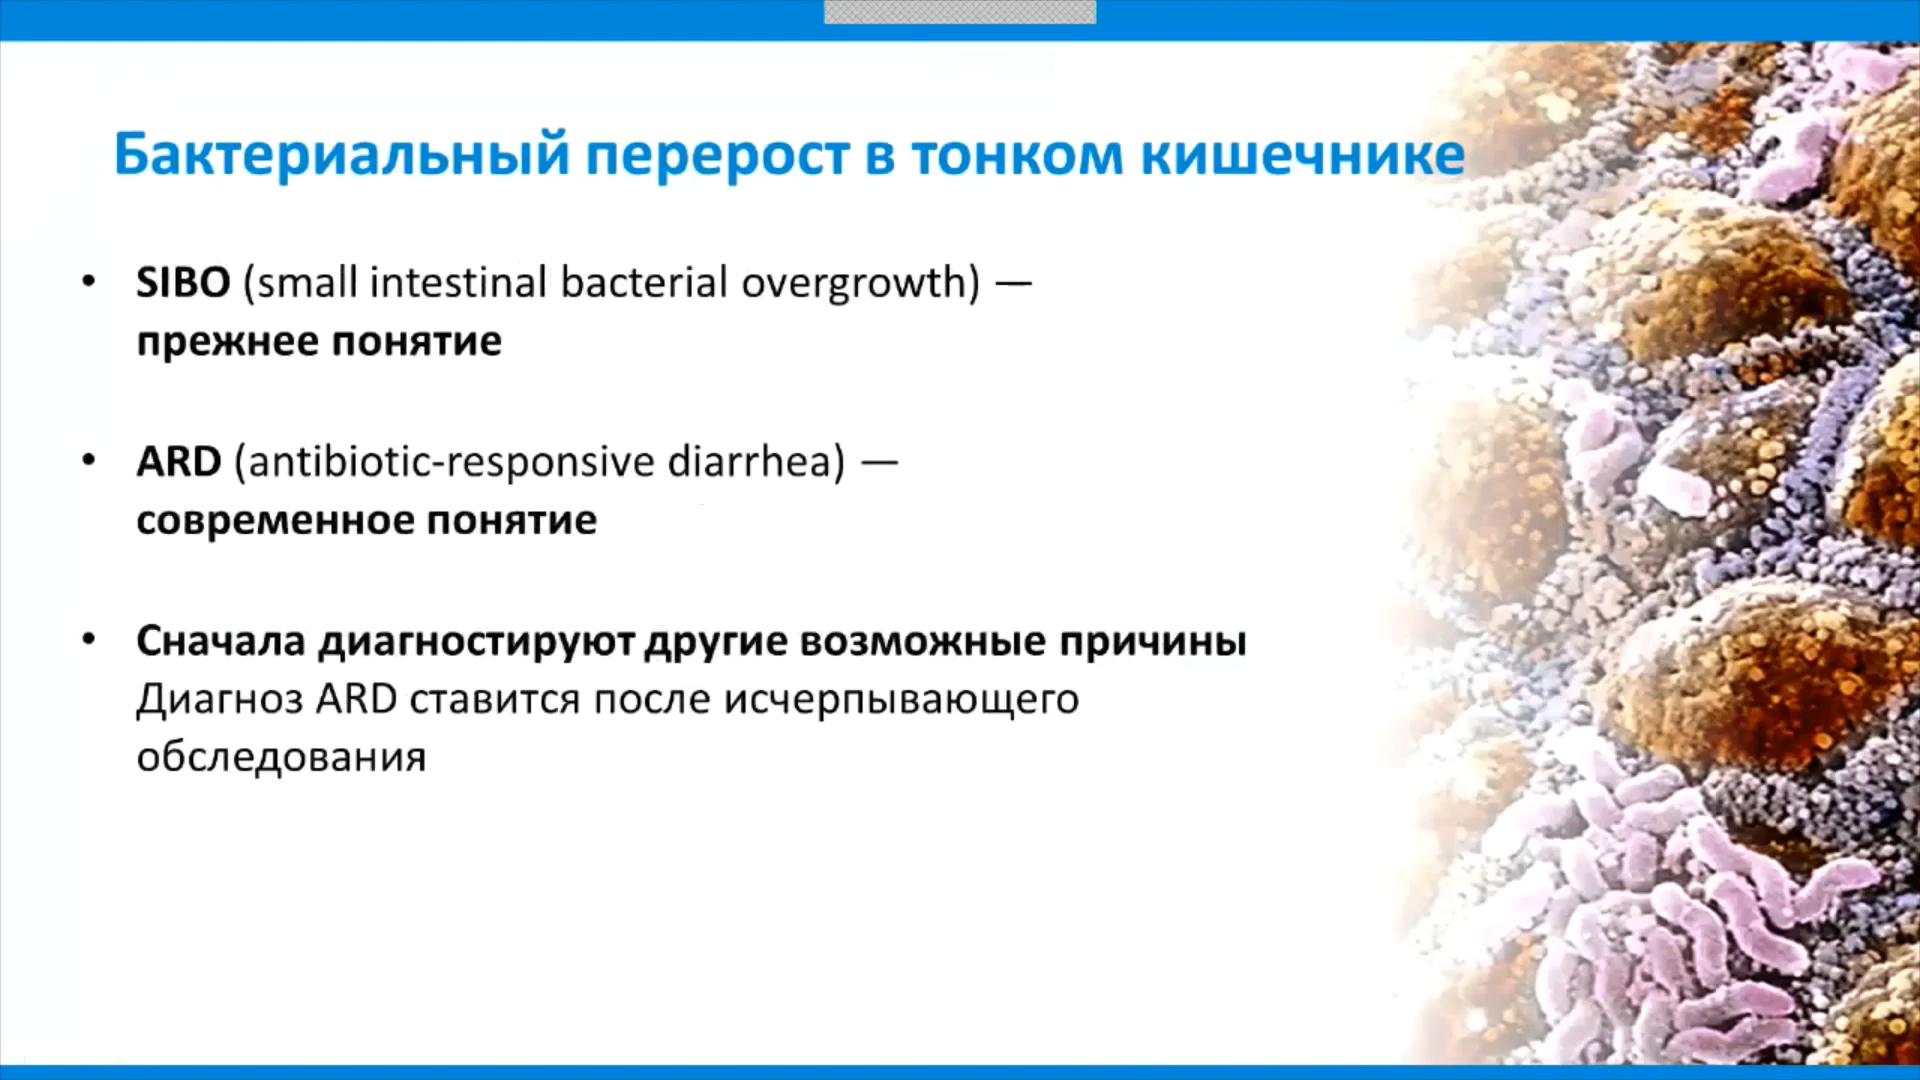 Бактериальный перерост в тонком кишечнике
• SIBO (small intestinal bacterial overgrowth) —
прежнее понятие
• ARD (antibiotic-responsive diarrhea) —
современное понятие
• Сначала диагностируют другие возможные причины
Диагноз ARD ставится после исчерпывающего
обследования